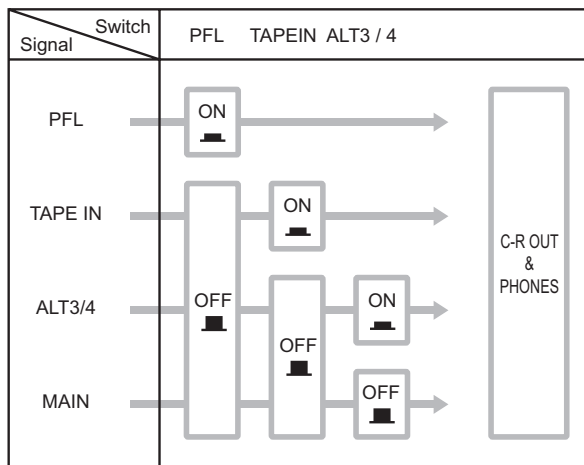 Switch
Signal
PFL TAPEIN ALT3 / 4
PFL
ON
TAPE IN
ON
C-R OUT
&
PHONES
ALT3/4
OFF
ON
OFF
MAIN
OFF